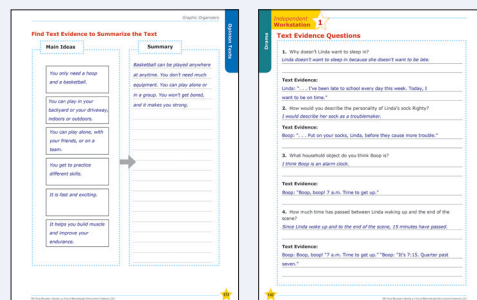 Graphic Organizers
Opinion Texts
Find Text Evidence to Summarize the Text
Main Ideas
Summary
You only need a hoop
and a basketball.
You can play in your
backyard or your driveway,
indoors or outdoors.
You can play alone, with
your friends, or on a
team.
You get to practice
different skills.
It is fast and exciting.
It helps you build muscle
and improve your
endurance.
Basketball can be played anywhere
at anytime. You don't need much
equipment. You can play alone or
in a group. You won't get bored,
and it makes you strong.
Independent
Workstation 1
Drama
Text Evidence Questions
1. Why doesn't Linda want to sleep in?
Linda doesn't want to sleep in because she doesn't want to be late.
Text Evidence:
Linda: ". . . I've been late to school every day this week. Today, I
want to be on time."
2. How would you describe the personality of Linda's sock Righty?
I would describe her sock as a troublemaker.
Text Evidence:
Boop: ". . . Put on your socks, Linda, before they cause more trouble."
3. What household object do you think Boop is?
I think Boop is an alarm clock.
Text Evidence:
Boop: "Boop, boop! 7 a.m. Time to get up."
4. How much time has passed between Linda waking up and the end of the
scene?
Since Linda woke up and to the end of the scene, 15 minutes have passed.
Text Evidence:
Boop: Boop, boop! 7 a.m. Time to get up." "Boop: "It's 7:15. Quarter past
seven."